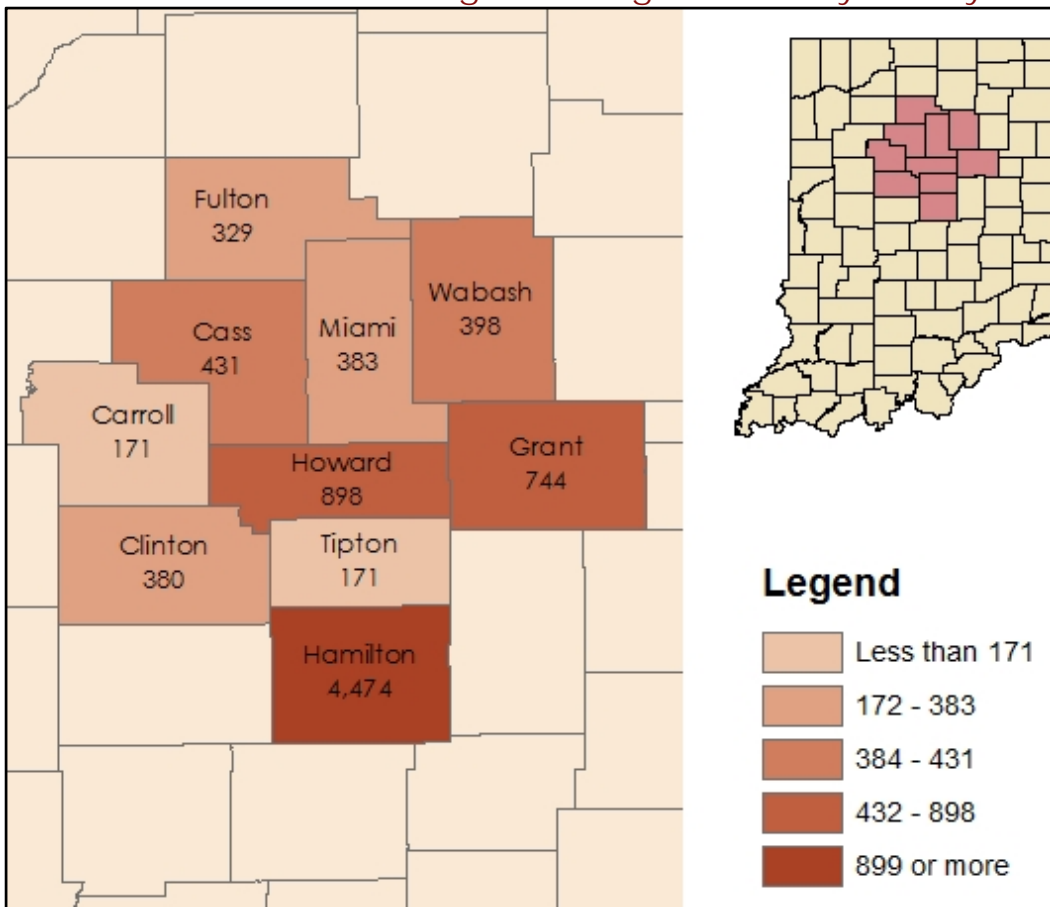 Fulton
329
Wabash
398
Cass
431
Miami
383
Carroll
171
Grant
744
Howard
898
Clinton
380
Tipton
171
Hamilton
4,474
Legend
Less than 171
172 - 383
384 - 431
432 - 898
899 or more